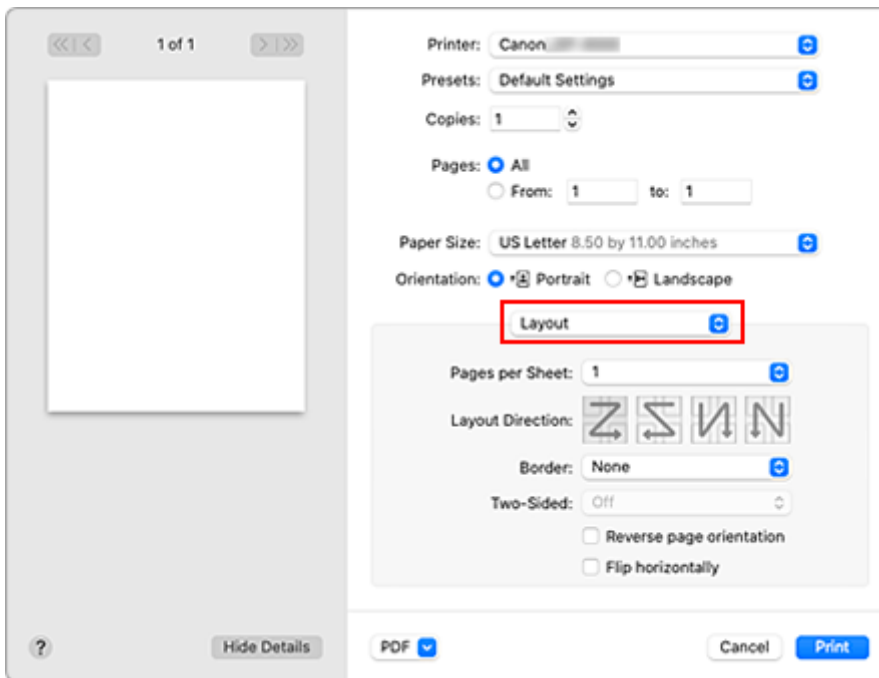 1 of 1
Printer: Canon
Presets: Default Settings
Copies: 1
Pages: All
From: 1 to: 1
Paper Size: US Letter 8.50 by 11.00 inches
Orientation: Portrait Landscape
Layout
Pages per Sheet: 1
Layout Direction:
Border: None
Two-Sided: Off
Reverse page orientation
Flip horizontally
? Hide Details PDF Cancel Print